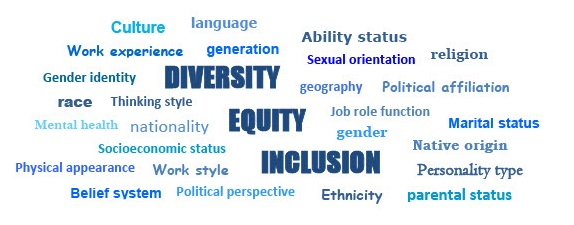 Culture
language
Ability status
Work experience
generation
Sexual orientation
religion
Gender identity
DIVERSITY
geography
Political affiliation
race
Thinking style
EQUITY
Job role function
Mental health
nationality
gender
Marital status
Socioeconomic status
Native origin
Physical appearance
Work style
INCLUSION
Personality type
Belief system
Political perspective
Ethnicity
parental status